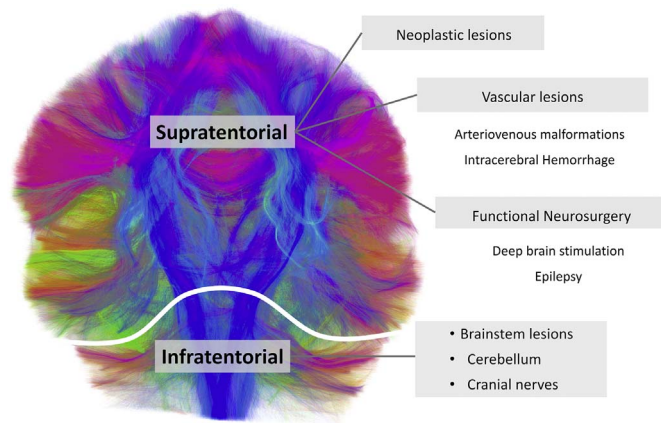 Neoplastic lesions
Vascular lesions
Arteriovenous malformations
Intracerebral Hemorrhage
Supratentorial
Functional Neurosurgery
Deep brain stimulation
Epilepsy
Infratentorial
• Brainstem lesions
• Cerebellum
• Cranial nerves